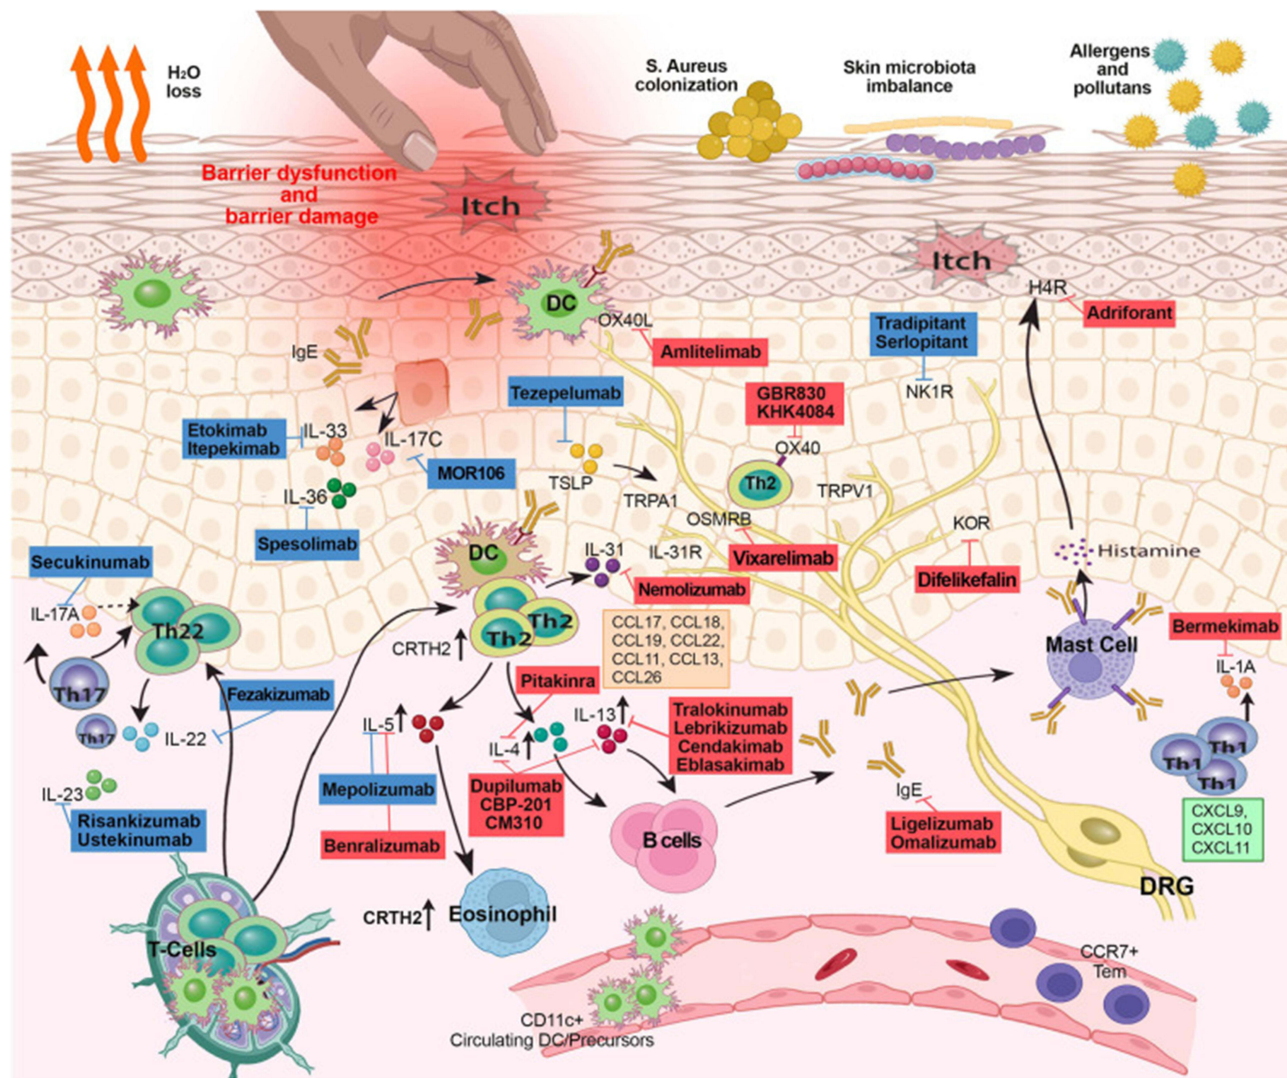 H₂O
loss
S. Aureus
colonization
Skin microbiota
imbalance
Allergens
and
pollutants
Barrier dysfunction
and
barrier damage
Itch
Itch
DC
OX40L
H4R
Adriforant
Amlitelimab
Tradipitant
Serlopitant
NK1R
IgE
Tezepelumab
GBR830
KHK4084
OX40
Etokimab
Itepekimab
IL-33
IL-17C
MOR106
TSLP
TRPA1
Th2
TRPV1
IL-36
Spesolimab
OSMRB
KOR
DC
IL-31
IL-31R
Vixarelimab
Difelikefalin
Histamine
Secukinumab
IL-17A
Th22
Nemolizumab
Th2
Th2
CRTH2
CCL17, CCL18,
CCL19, CCL22,
CCL11, CCL13,
CCL26
Mast Cell
Bermekimab
IL-1A
Th17
Th17
Fezakizumab
IL-22
Pitakinra
IL-5
IL-4
IL-13
Tralokinumab
Lebrikizumab
Cendakimab
Eblasakimab
Th1
Th1
Th1
IL-23
Risankizumab
Ustekinumab
Mepolizumab
Dupilumab
CBP-201
CM310
Benralizumab
B cells
IgE
Ligelizumab
Omalizumab
CXCL9,
CXCL10
CXCL11
DRG
T-Cells
CRTH2
Eosinophil
CCR7+
Tem
CD11c+
Circulating DC/Precursors